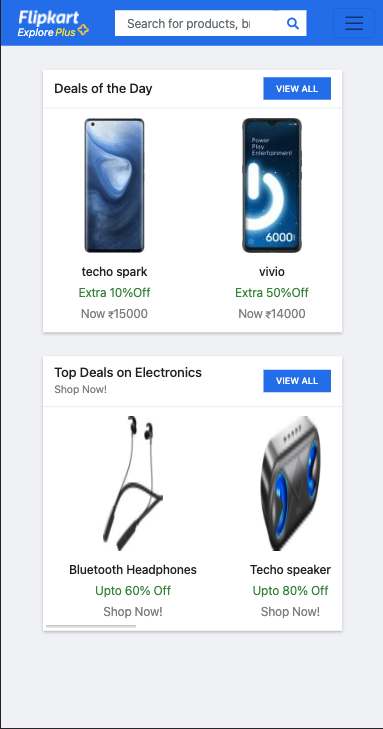 Flipkart
Explore Plus
Search for products, br
Deals of the Day
VIEW ALL
Power
Play
Entertainment
6000
techo spark
vivio
Extra 10%Off
Extra 50%Off
Now ₹15000
Now ₹14000
Top Deals on Electronics
Shop Now!
VIEW ALL
Bluetooth Headphones
Techo speaker
Upto 60% Off
Upto 80% Off
Shop Now!
Shop Now!